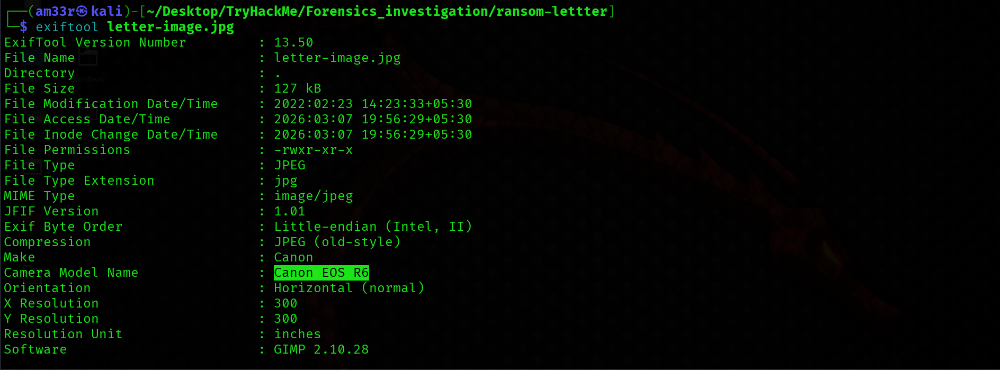 ┌──(am33r㉿kali)-[~/Desktop/TryHackMe/Forensics_investigation/ransom-lettter]
└─$ exiftool letter-image.jpg
ExifTool Version Number         : 13.50
File Name                       : letter-image.jpg
Directory                       : .
File Size                       : 127 kB
File Modification Date/Time     : 2022:02:23 14:23:33+05:30
File Access Date/Time           : 2026:03:07 19:56:29+05:30
File Inode Change Date/Time     : 2026:03:07 19:56:29+05:30
File Permissions                : -rwxr-xr-x
File Type                       : JPEG
File Type Extension             : jpg
MIME Type                       : image/jpeg
JFIF Version                    : 1.01
Exif Byte Order                 : Little-endian (Intel, II)
Compression                     : JPEG (old-style)
Make                            : Canon
Camera Model Name               : Canon EOS R6
Orientation                     : Horizontal (normal)
X Resolution                    : 300
Y Resolution                    : 300
Resolution Unit                 : inches
Software                        : GIMP 2.10.28